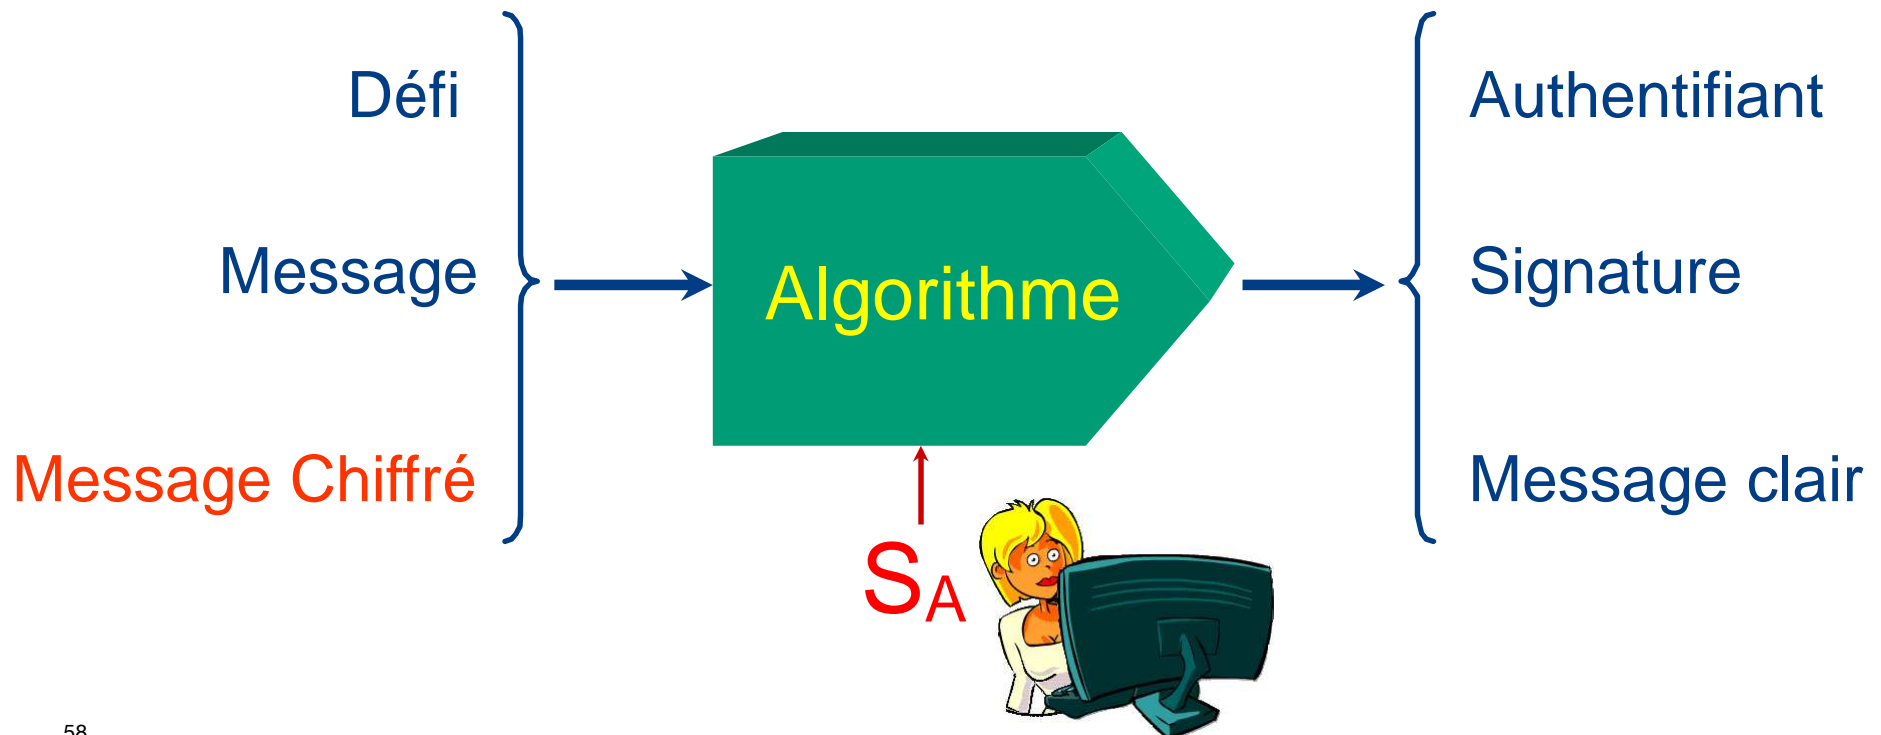 Défi
Authentifiant
Message
Algorithme
Signature
Message Chiffré
Message clair
SA
58